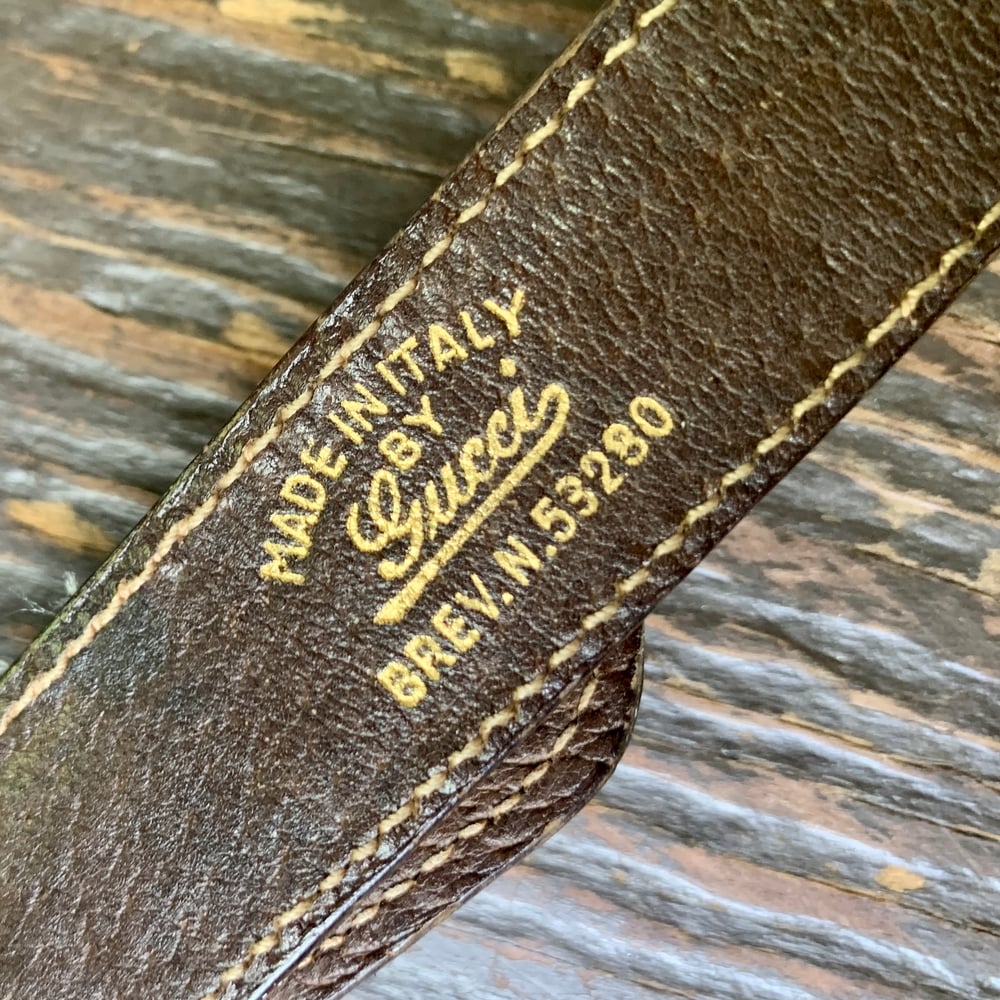 MADE IN ITALY
BY
Gucci
BREV. N. 53280